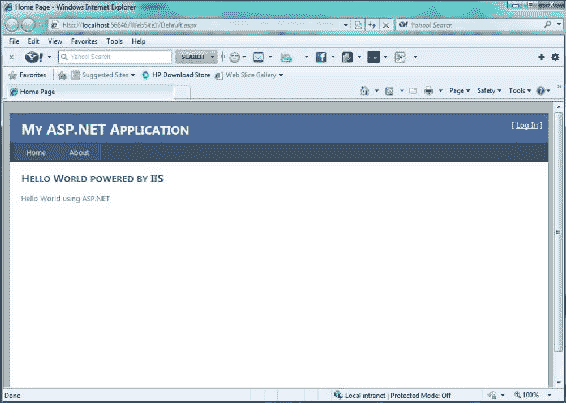 Home Page - Windows Internet Explorer
http://localhost:56646/WebSite3/Default.aspx
Yahoo! Search
File Edit View Favorites Tools Help
Y! Yahoo! Search SEARCH
Favorites Suggested Sites HP Download Store Web Slice Gallery
Home Page Page Safety Tools
MY ASP.NET APPLICATION
[ Log In ]
Home About
HELLO WORLD POWERED BY IIS
Hello World using ASP.NET
Done Local intranet | Protected Mode: Off 100%